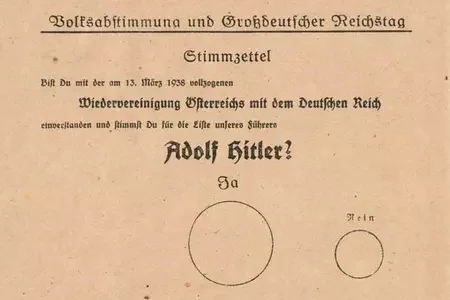 Volksabstimmung und Großdeutscher Reichstag
Stimmzettel
Bist Du mit der am 13. März 1938 vollzogenen
Wiedervereinigung Österreichs mit dem Deutschen Reich
einverstanden und stimmst Du für die Liste unseres Führers
Adolf Hitler?
Ja
Nein